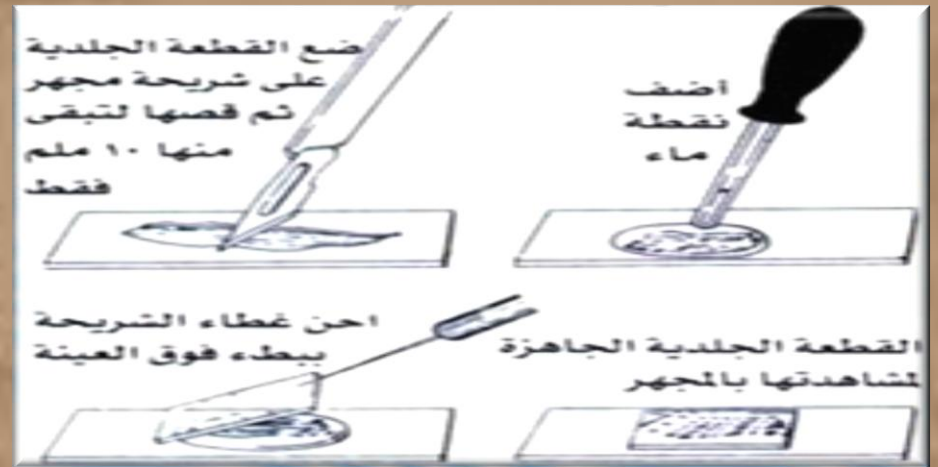 ضع القطعة الجلدية
على شريحة مجهر
ثم قصها لتبقى
منها ١٠ ملم
فقط
أضف
نقطة
ماء
احن غطاء الشريحة
ببطء فوق العينة
القطعة الجلدية الجاهزة
لمشاهدتها بالمجهر